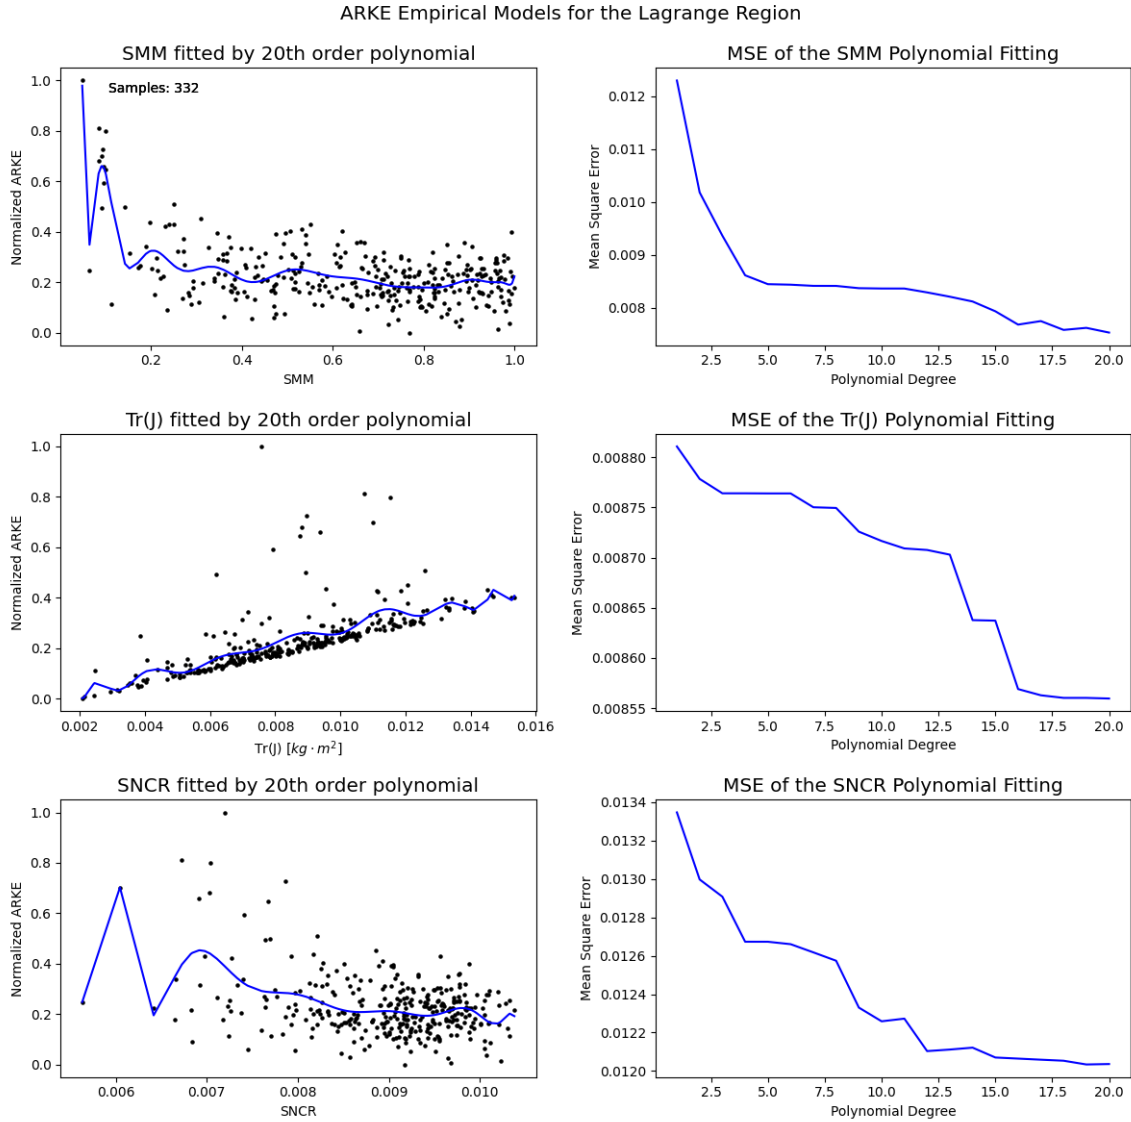 ARKE Empirical Models for the Lagrange Region
SMM fitted by 20th order polynomial
Normalized ARKE
1.0
0.8
0.6
0.4
0.2
0.0
Samples: 332
0.2 0.4 0.6 0.8 1.0
SMM
MSE of the SMM Polynomial Fitting
Mean Square Error
0.012
0.011
0.010
0.009
0.008
2.5 5.0 7.5 10.0 12.5 15.0 17.5 20.0
Polynomial Degree
Tr(J) fitted by 20th order polynomial
Normalized ARKE
1.0
0.8
0.6
0.4
0.2
0.0
0.002 0.004 0.006 0.008 0.010 0.012 0.014 0.016
Tr(J) [kg · m²]
MSE of the Tr(J) Polynomial Fitting
Mean Square Error
0.00880
0.00875
0.00870
0.00865
0.00860
0.00855
2.5 5.0 7.5 10.0 12.5 15.0 17.5 20.0
Polynomial Degree
SNCR fitted by 20th order polynomial
Normalized ARKE
1.0
0.8
0.6
0.4
0.2
0.0
0.006 0.007 0.008 0.009 0.010
SNCR
MSE of the SNCR Polynomial Fitting
Mean Square Error
0.0134
0.0132
0.0130
0.0128
0.0126
0.0124
0.0122
0.0120
2.5 5.0 7.5 10.0 12.5 15.0 17.5 20.0
Polynomial Degree